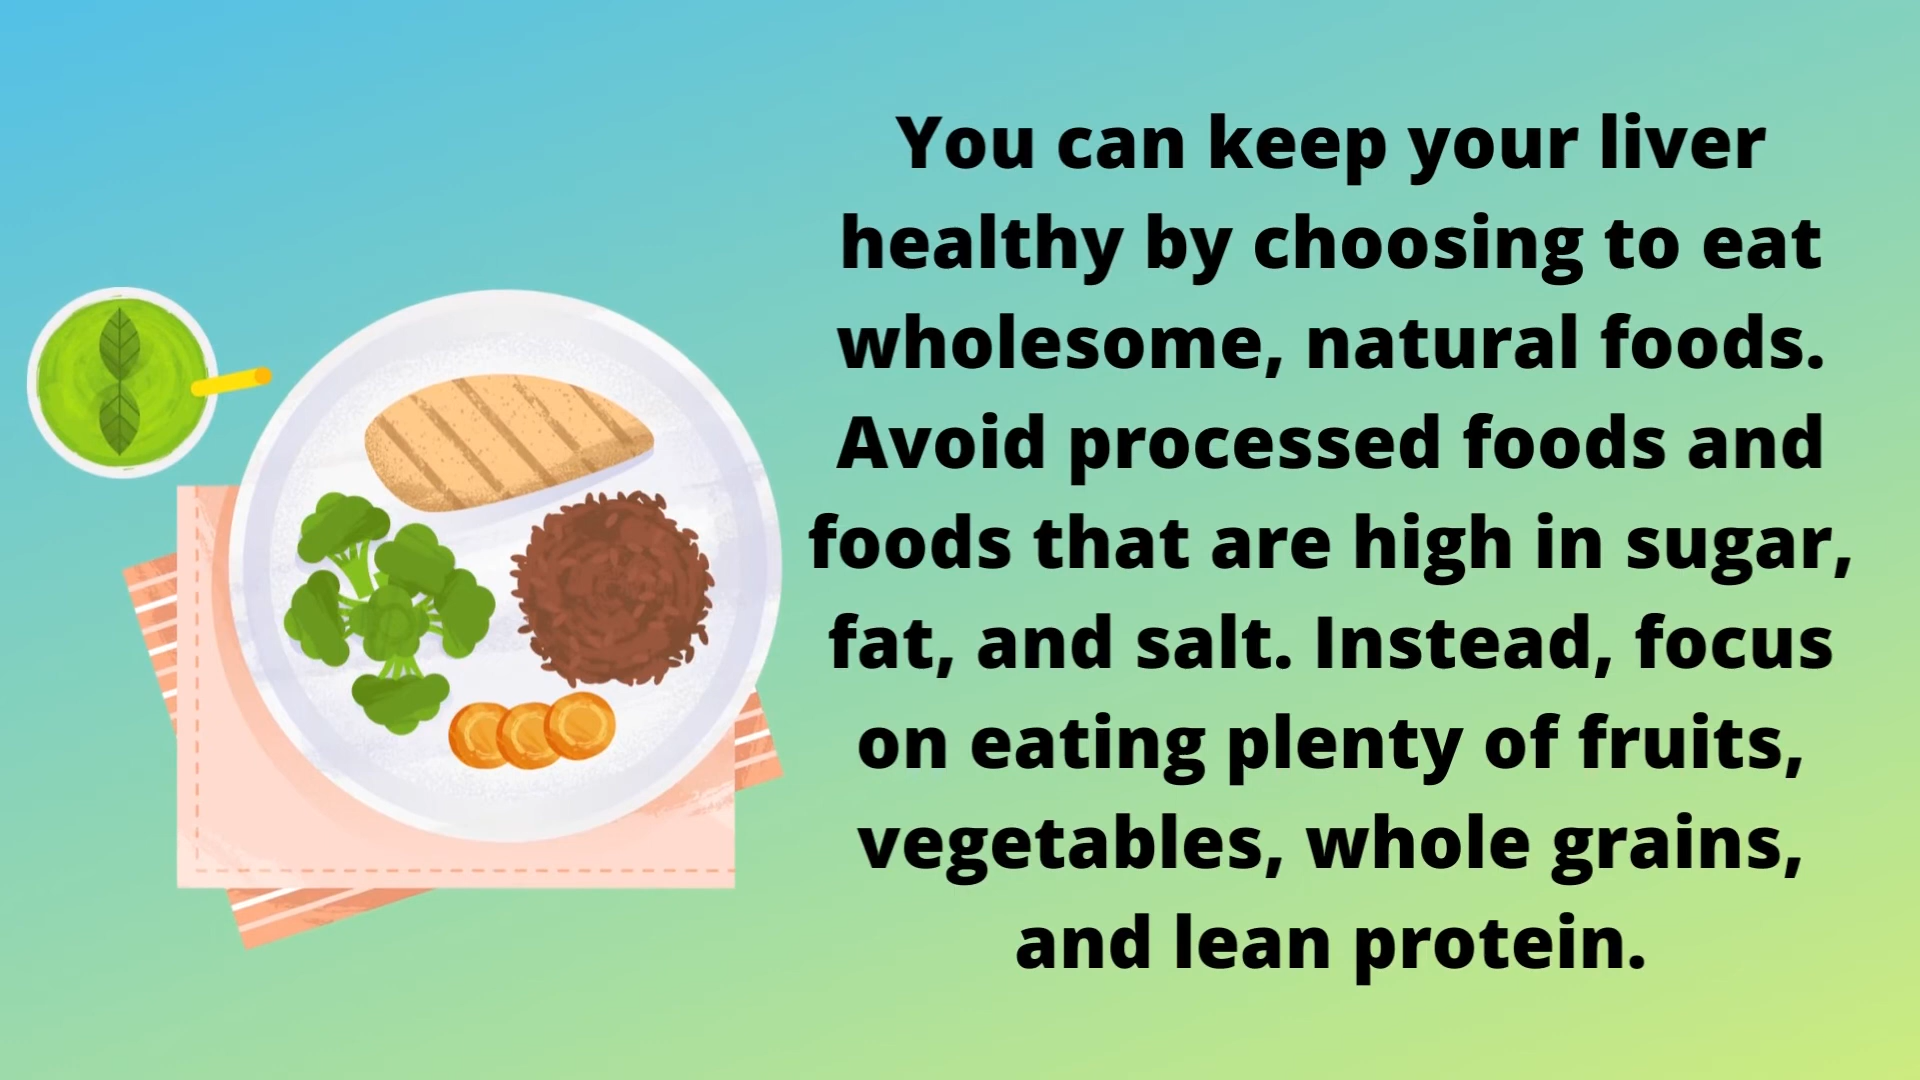 You can keep your liver
healthy by choosing to eat
wholesome, natural foods.
Avoid processed foods and
foods that are high in sugar,
fat, and salt. Instead, focus
on eating plenty of fruits,
vegetables, whole grains,
and lean protein.